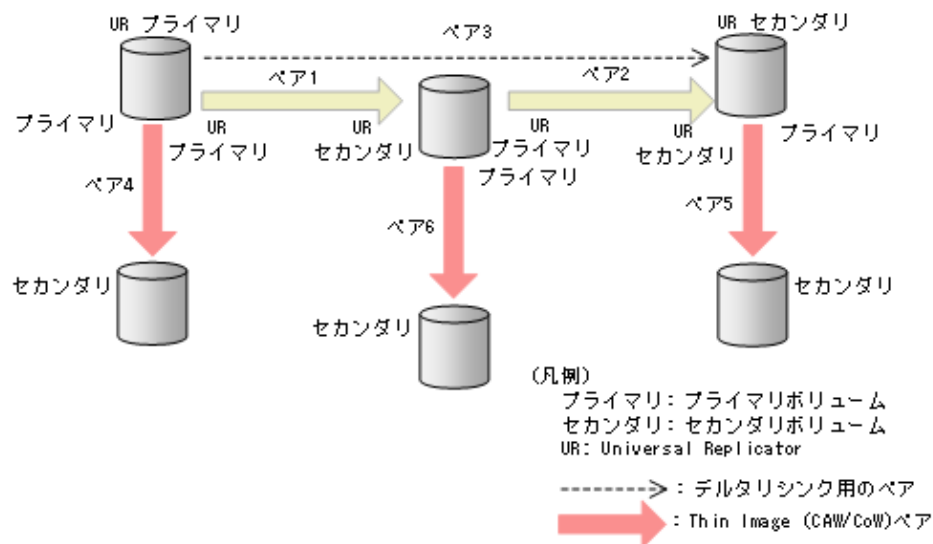 UR プライマリ
ペア3
UR セカンダリ
ペア1
ペア2
プライマリ
UR
プライマリ
UR
セカンダリ
UR
プライマリ
プライマリ
UR
セカンダリ
プライマリ
ペア4
ペア6
ペア5
セカンダリ
セカンダリ
セカンダリ
(凡例)
プライマリ: プライマリボリューム
セカンダリ: セカンダリボリューム
UR: Universal Replicator
: デルタリシンク用のペア
: Thin Image (CAW/CoW)ペア